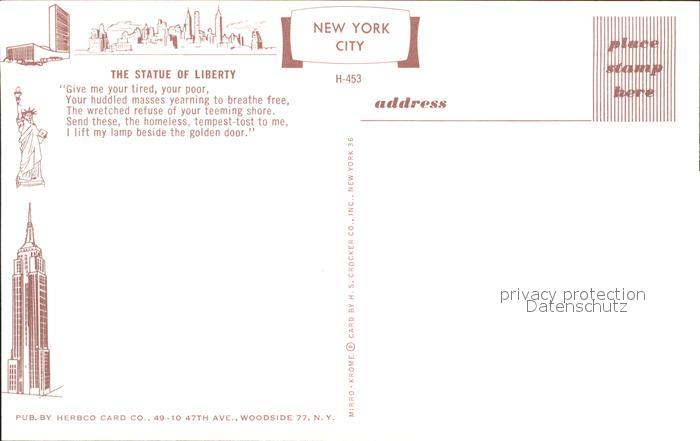 NEW YORK
CITY
H-453
place
stamp
here
THE STATUE OF LIBERTY
"Give me your tired, your poor,
Your huddled masses yearning to breathe free,
The wretched refuse of your teeming shore.
Send these, the homeless, tempest-tost to me,
I lift my lamp beside the golden door."
address
MIRRO-KROME ® CARD BY H. S. CROCKER CO., INC., NEW YORK 36
privacy protection
Datenschutz
PUB. BY HERBCO CARD CO., 49-10 47TH AVE., WOODSIDE 77, N. Y.